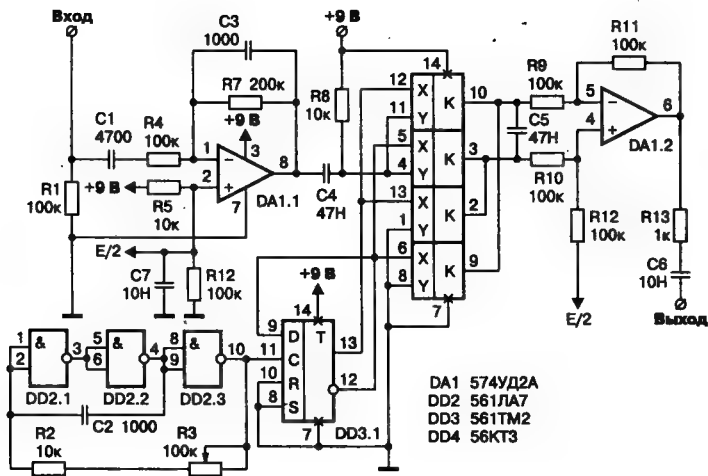 Вход
C3
1000
R7 200к
+9 В
C1
4700
R4
100к
+9 В
R5
10к
R1
100к
1
2
3
7
8
DA1.1
E/2
C7
10Н
R12
100к
C4
47Н
+9 В
R8
10к
14
12
11
5
4
13
1
6
8
X
Y
K
X
Y
K
X
Y
K
X
Y
K
10
3
2
9
7
R9
100к
C5
47Н
R10
100к
R11
100к
5
4
6
DA1.2
R12
100к
E/2
R13
1к
C6
10Н
Выход
1
2
&
3
DD2.1
5
6
&
4
DD2.2
8
9
&
10
DD2.3
C2 1000
R2
10к
R3
100к
+9 В
14
9
11
10
8
D
C
R
S
T
13
12
7
DD3.1
DA1 574УД2А
DD2 561ЛА7
DD3 561ТМ2
DD4 56КТ3